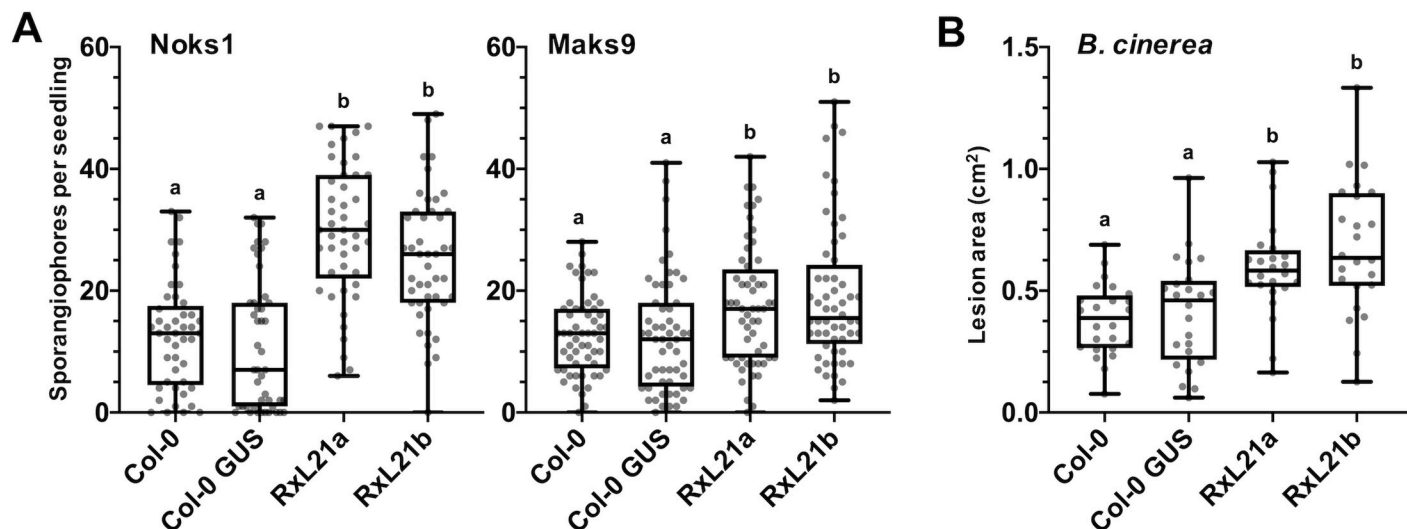 A
Noks1
Sporangiophores per seedling
60
40
20
0
a
a
b
b
Col-0
Col-0 GUS
RxL21a
RxL21b
Maks9
60
40
20
0
a
a
b
b
Col-0
Col-0 GUS
RxL21a
RxL21b
B
B. cinerea
Lesion area (cm²)
1.5
1.0
0.5
0.0
a
a
b
b
Col-0
Col-0 GUS
RxL21a
RxL21b